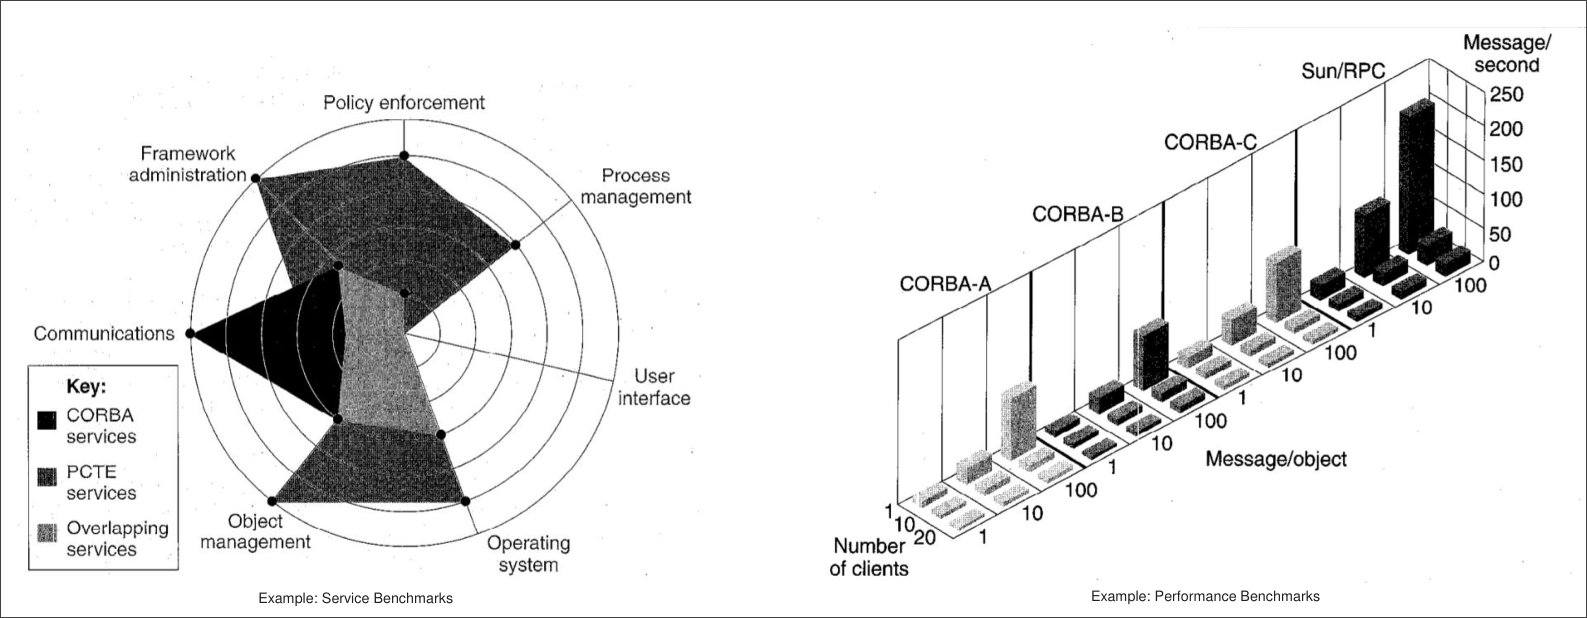 Policy enforcement
Framework
administration
Process
management
Communications
User
interface
Key:
CORBA
services
PCTE
services
Overlapping
services
Object
management
Operating
system
Example: Service Benchmarks
Message/
second
Sun/RPC
CORBA-C
CORBA-B
CORBA-A
250
200
150
100
50
0
100
10
1
100
10
1
100
10
1
100
10
1
Message/object
1
10
20
Number
of clients
Example: Performance Benchmarks